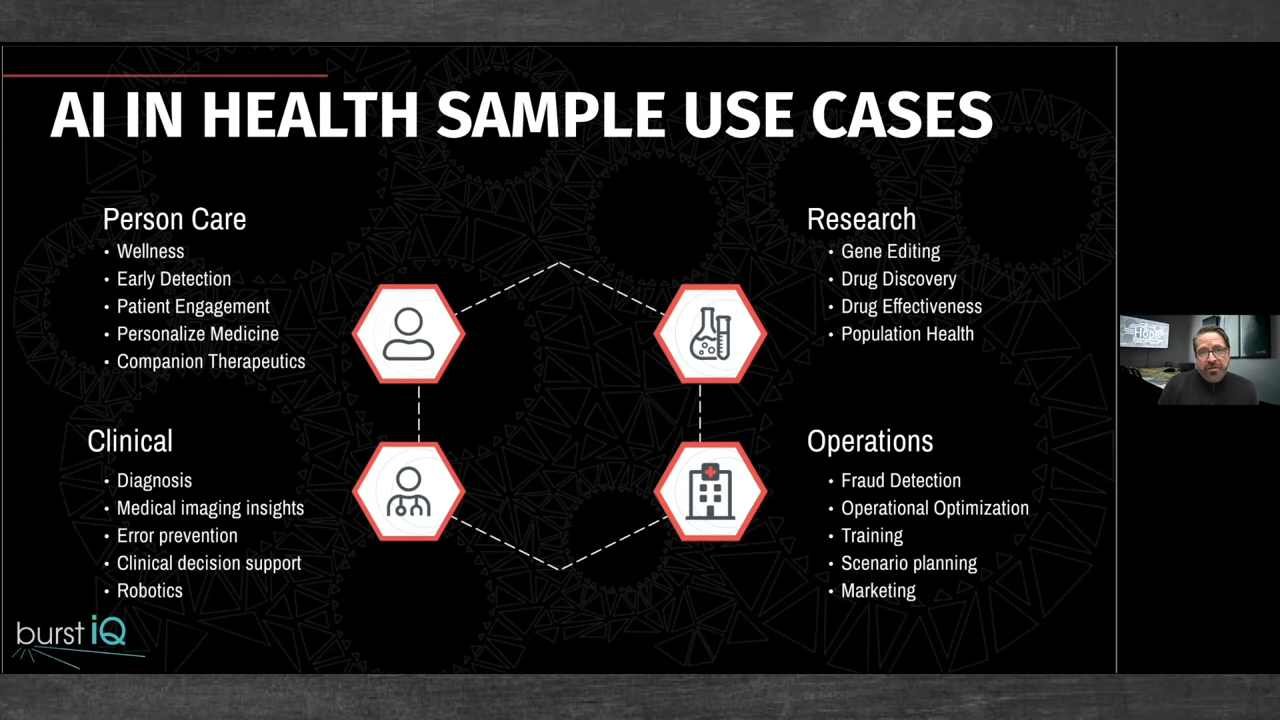 AI IN HEALTH SAMPLE USE CASES
Person Care
• Wellness
• Early Detection
• Patient Engagement
• Personalize Medicine
• Companion Therapeutics
Research
• Gene Editing
• Drug Discovery
• Drug Effectiveness
• Population Health
Clinical
• Diagnosis
• Medical imaging insights
• Error prevention
• Clinical decision support
• Robotics
Operations
• Fraud Detection
• Operational Optimization
• Training
• Scenario planning
• Marketing
burst iQ
Hope